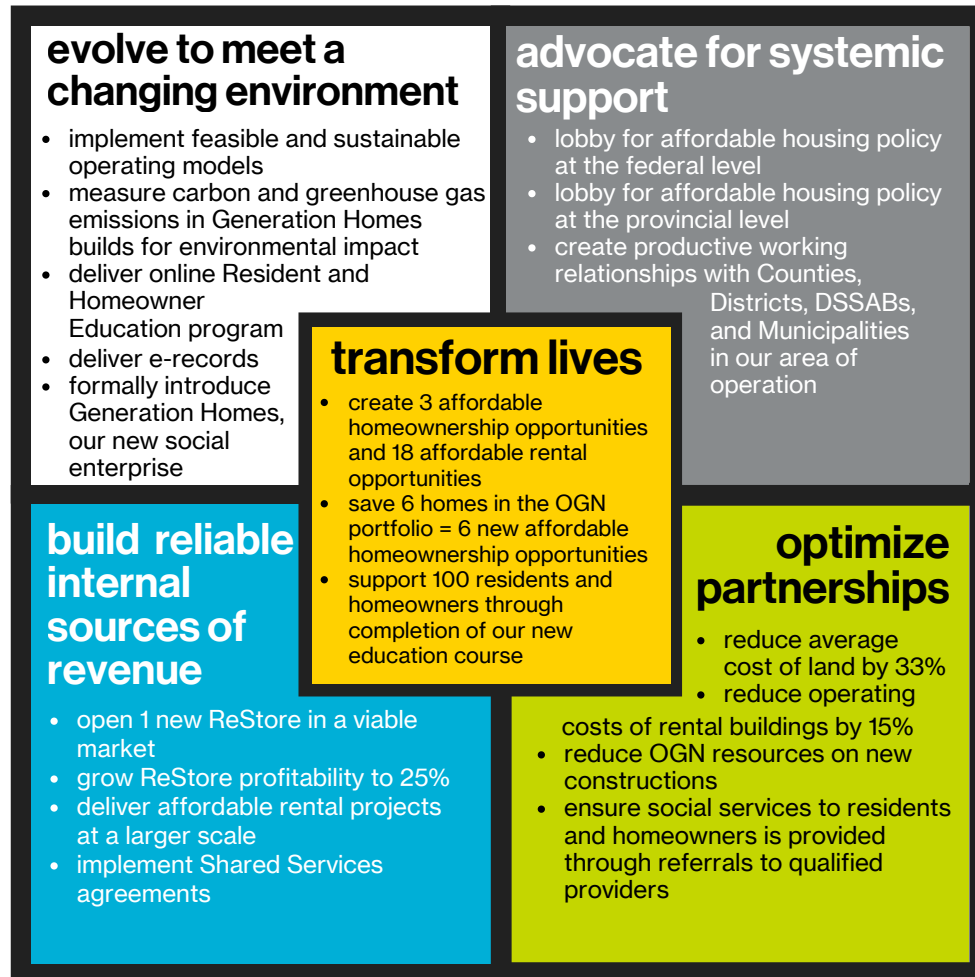 evolve to meet a
changing environment
• implement feasible and sustainable
operating models
• measure carbon and greenhouse gas
emissions in Generation Homes
builds for environmental impact
• deliver online Resident and
Homeowner
Education program
• deliver e-records
• formally introduce
Generation Homes,
our new social
enterprise
advocate for systemic
support
• lobby for affordable housing policy
at the federal level
• lobby for affordable housing policy
at the provincial level
• create productive working
relationships with Counties,
Districts, DSSABs,
and Municipalities
in our area of
operation
transform lives
• create 3 affordable
homeownership opportunities
and 18 affordable rental
opportunities
• save 6 homes in the OGN
portfolio = 6 new affordable
homeownership opportunities
• support 100 residents and
homeowners through
completion of our new
education course
build reliable
internal
sources of
revenue
• open 1 new ReStore in a viable
market
• grow ReStore profitability to 25%
• deliver affordable rental projects
at a larger scale
• implement Shared Services
agreements
optimize
partnerships
• reduce average
cost of land by 33%
• reduce operating
costs of rental buildings by 15%
• reduce OGN resources on new
constructions
• ensure social services to residents
and homeowners is provided
through referrals to qualified
providers